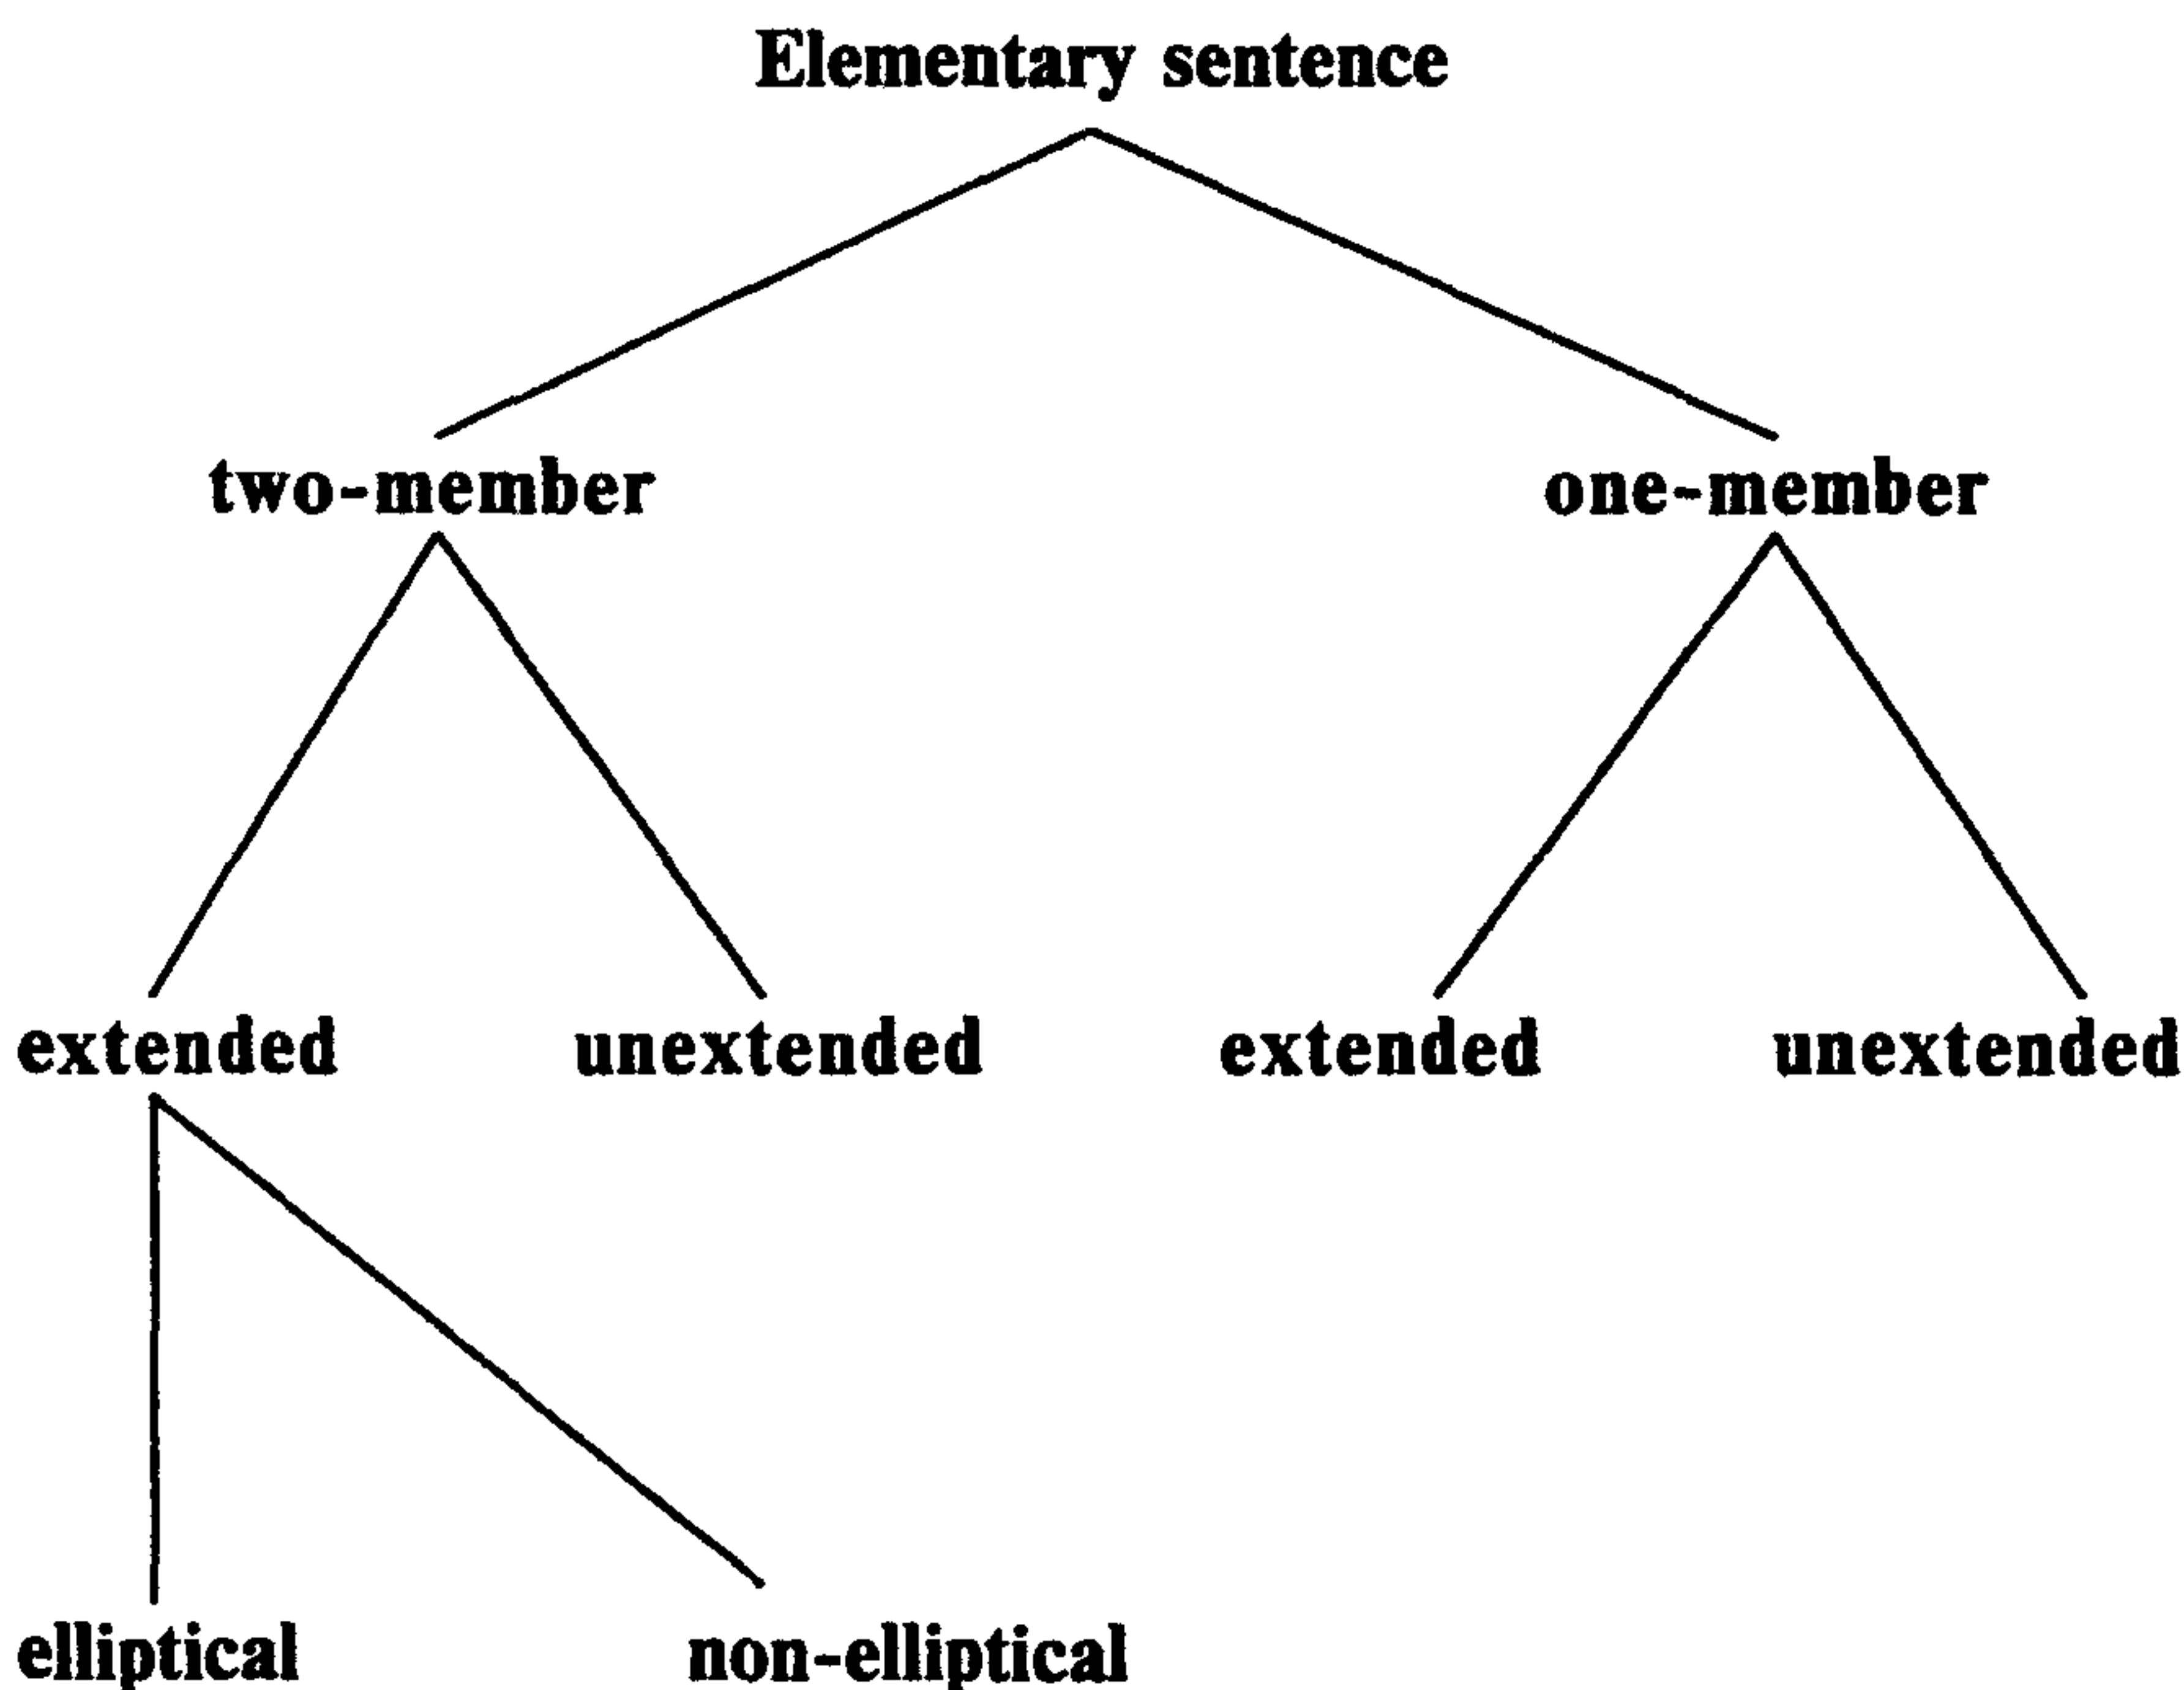 Elementary sentence
two-member one-member
extended unextended extended unextended
elliptical non-elliptical